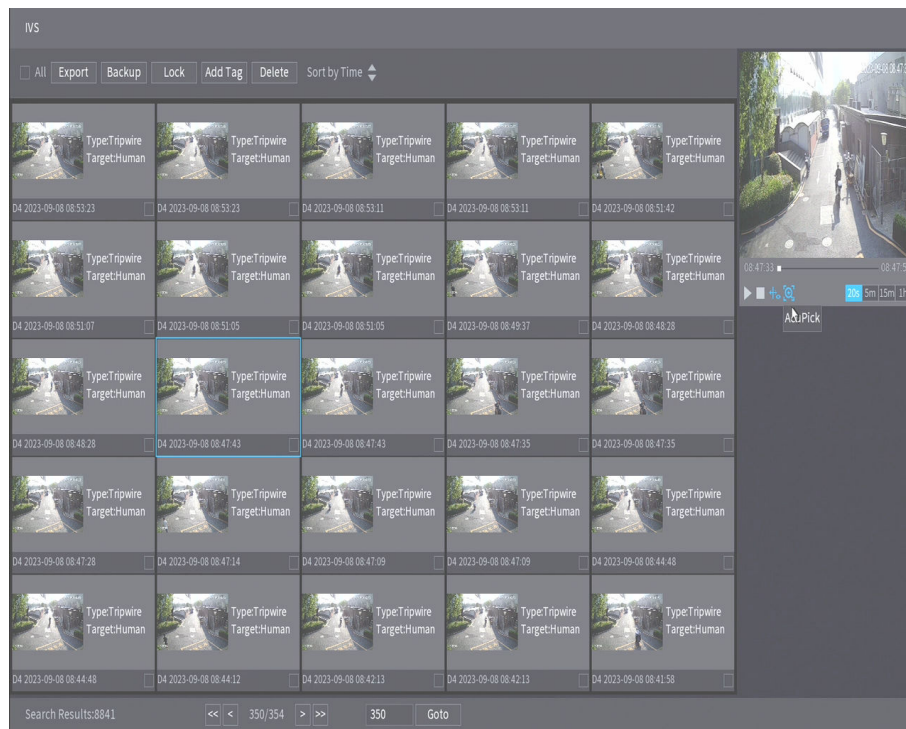 IVS
All Export Backup Lock Add Tag Delete Sort by Time
Type:Tripwire Type:Tripwire Type:Tripwire Type:Tripwire Type:Tripwire
Target:Human Target:Human Target:Human Target:Human Target:Human
D4 2023-09-08 08:53:23 D4 2023-09-08 08:53:23 D4 2023-09-08 08:53:11 D4 2023-09-08 08:53:11 D4 2023-09-08 08:51:42
Type:Tripwire Type:Tripwire Type:Tripwire Type:Tripwire Type:Tripwire
Target:Human Target:Human Target:Human Target:Human Target:Human
D4 2023-09-08 08:51:07 D4 2023-09-08 08:51:05 D4 2023-09-08 08:51:05 D4 2023-09-08 08:49:37 D4 2023-09-08 08:48:28
Type:Tripwire Type:Tripwire Type:Tripwire Type:Tripwire Type:Tripwire
Target:Human Target:Human Target:Human Target:Human Target:Human
D4 2023-09-08 08:48:28 D4 2023-09-08 08:47:43 D4 2023-09-08 08:47:43 D4 2023-09-08 08:47:35 D4 2023-09-08 08:47:35
Type:Tripwire Type:Tripwire Type:Tripwire Type:Tripwire Type:Tripwire
Target:Human Target:Human Target:Human Target:Human Target:Human
D4 2023-09-08 08:47:28 D4 2023-09-08 08:47:14 D4 2023-09-08 08:47:09 D4 2023-09-08 08:47:09 D4 2023-09-08 08:44:48
Type:Tripwire Type:Tripwire Type:Tripwire Type:Tripwire Type:Tripwire
Target:Human Target:Human Target:Human Target:Human Target:Human
D4 2023-09-08 08:44:48 D4 2023-09-08 08:44:12 D4 2023-09-08 08:42:13 D4 2023-09-08 08:42:13 D4 2023-09-08 08:41:58
Search Results:8841 << < 350/354 > >> 350 Goto
08:47:33 08:47:5
20s 5m 15m 1h
AcuPick